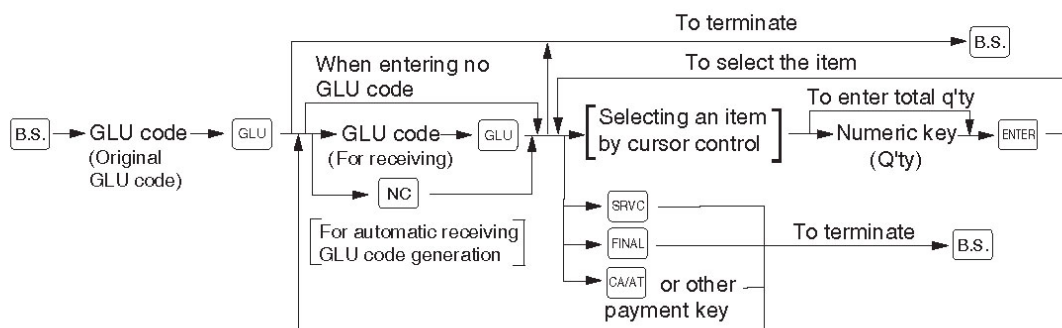 To terminate
B.S.
When entering no
GLU code
To select the item
B.S.
GLU code
(Original
GLU code)
GLU
GLU code
(For receiving)
GLU
[Selecting an item
by cursor control]
To enter total q'ty
Numeric key
(Q'ty)
ENTER
NC
[For automatic receiving
GLU code generation]
SRVC
FINAL
To terminate
B.S.
CA/AT or other
payment key